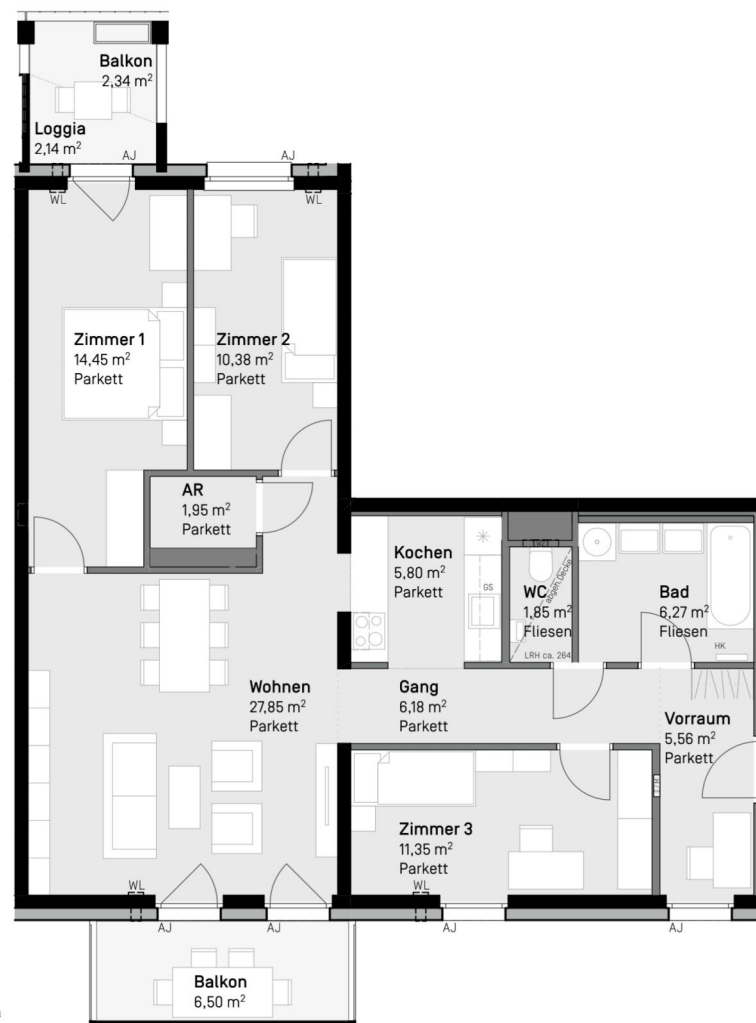 Balkon
2,34 m²
Loggia
2,14 m²
AJ
AJ
WL
WL
Zimmer 1
14,45 m²
Parkett
Zimmer 2
10,38 m²
Parkett
AR
1,95 m²
Parkett
Kochen
5,80 m²
Parkett
GS
WC
1,85 m²
Fliesen
abgeh.Decke
LRH ca. 264
Bad
6,27 m²
Fliesen
HK
Wohnen
27,85 m²
Parkett
Gang
6,18 m²
Parkett
Vorraum
5,56 m²
Parkett
Zimmer 3
11,35 m²
Parkett
WL
WL
AJ
AJ
AJ
AJ
Balkon
6,50 m²